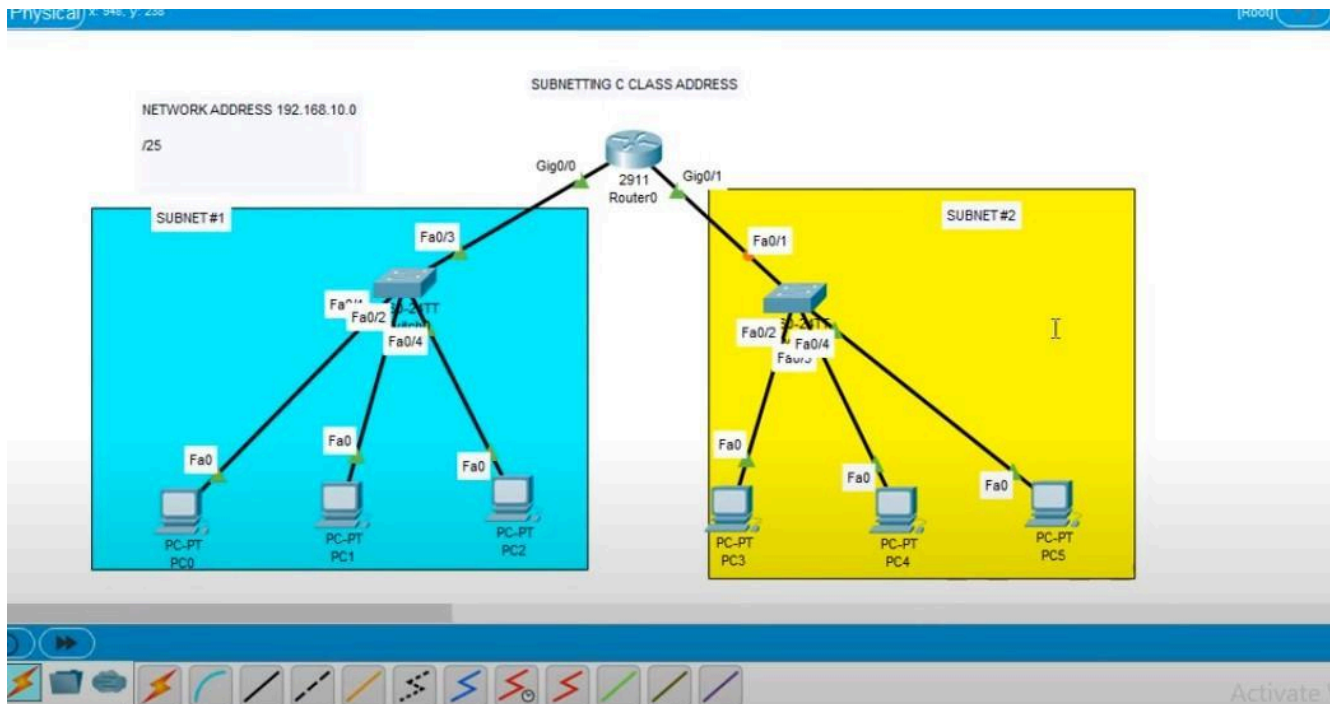 Physical x: 948, y: 238
[Root]
SUBNETTING C CLASS ADDRESS
NETWORK ADDRESS 192.168.10.0
/25
Gig0/0
Gig0/1
2911
Router0
SUBNET #1
SUBNET #2
Fa0/3
Fa0/1
Fa0/2
Fa0/4
Fa0/2
Fa0/4
Fa0
Fa0
Fa0
Fa0
Fa0
Fa0
PC-PT
PC0
PC-PT
PC1
PC-PT
PC2
PC-PT
PC3
PC-PT
PC4
PC-PT
PC5
Activate